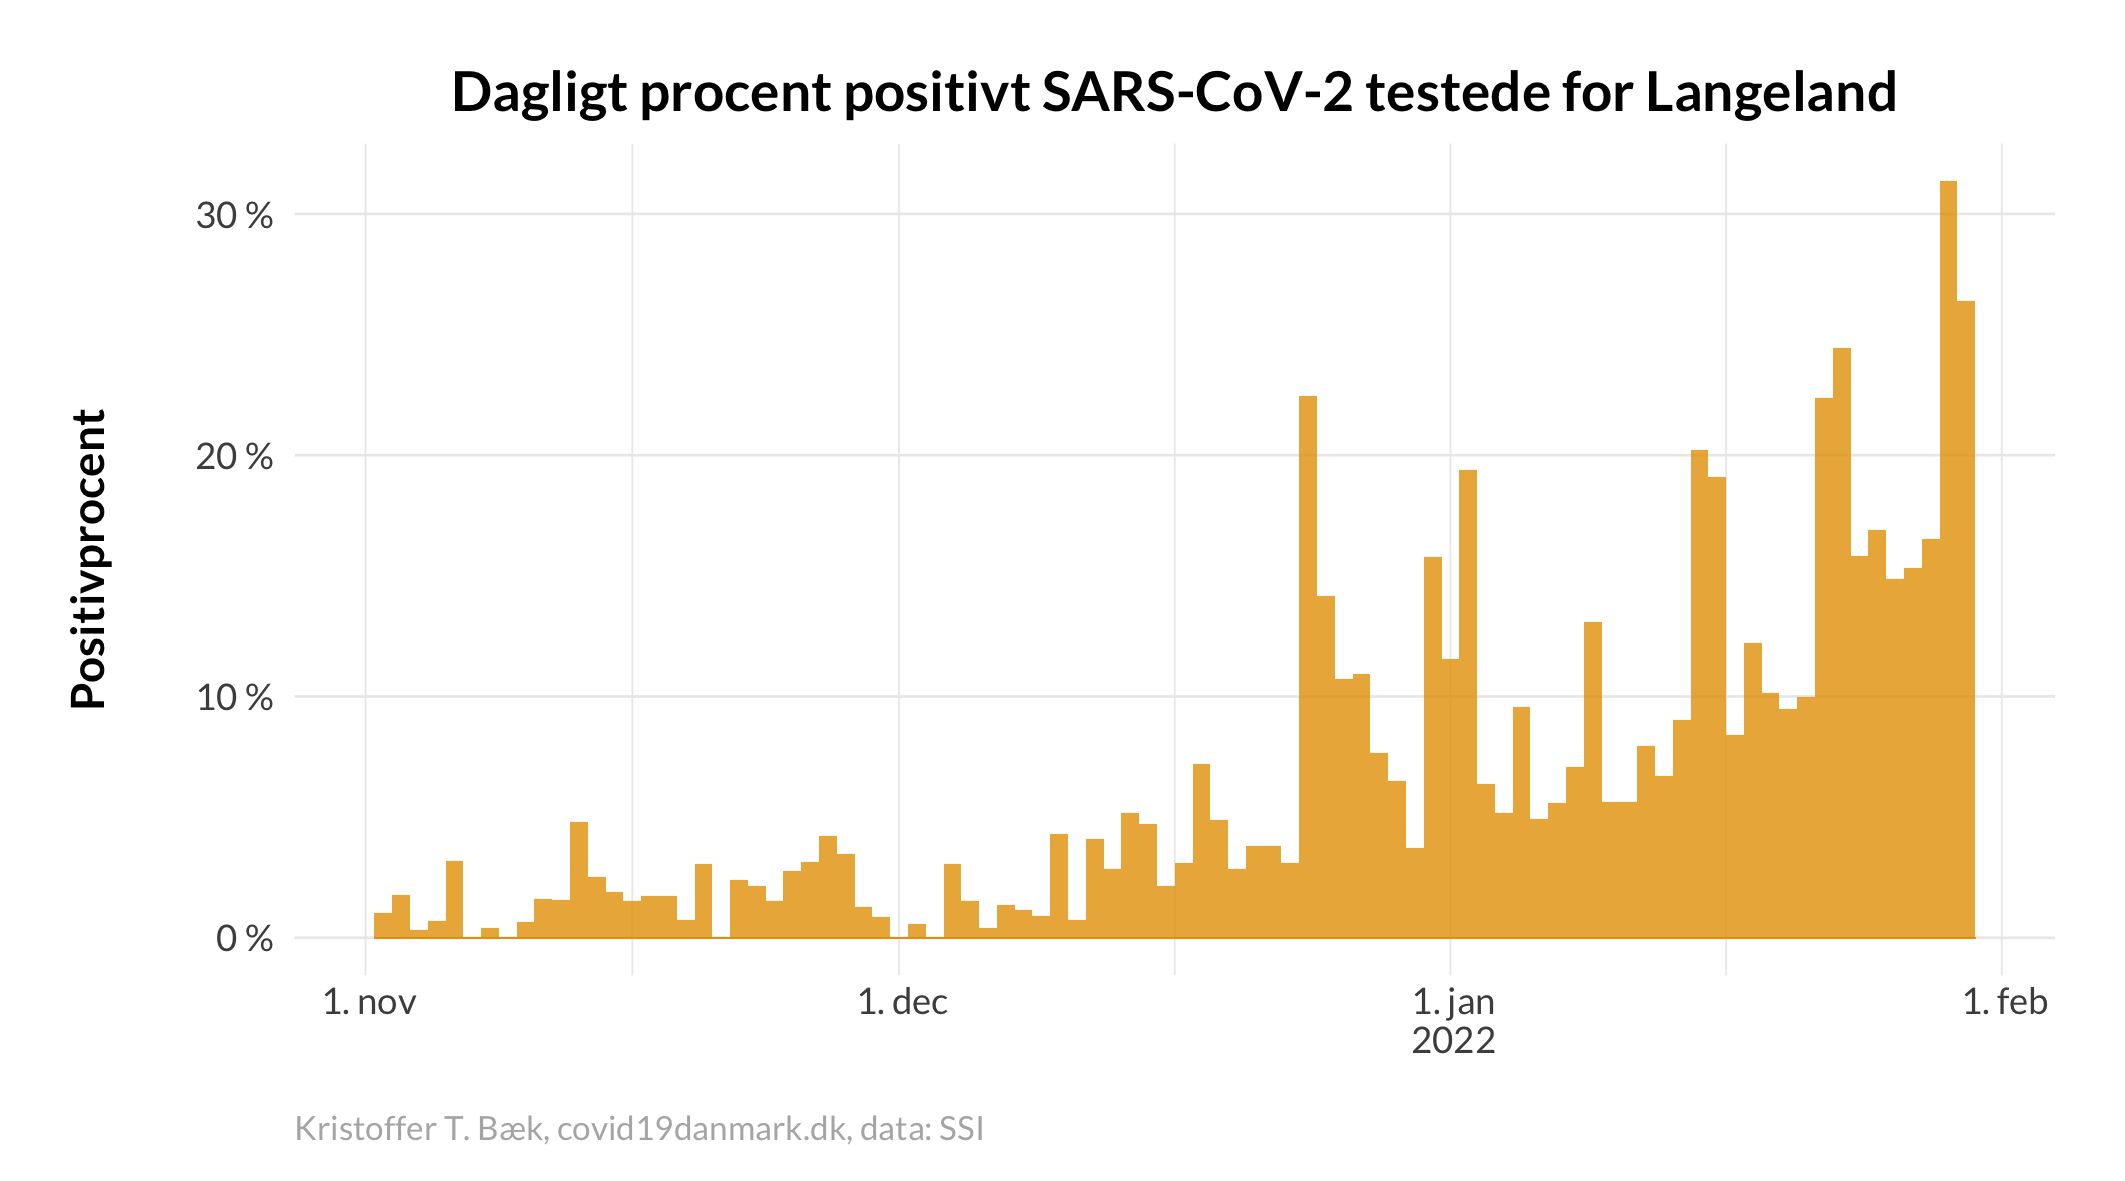 Dagligt procent positivt SARS-CoV-2 testede for Langeland
Positivprocent
30 %
20 %
10 %
0 %
1. nov
1. dec
1. jan
2022
1. feb
Kristoffer T. Bæk, covid19danmark.dk, data: SSI